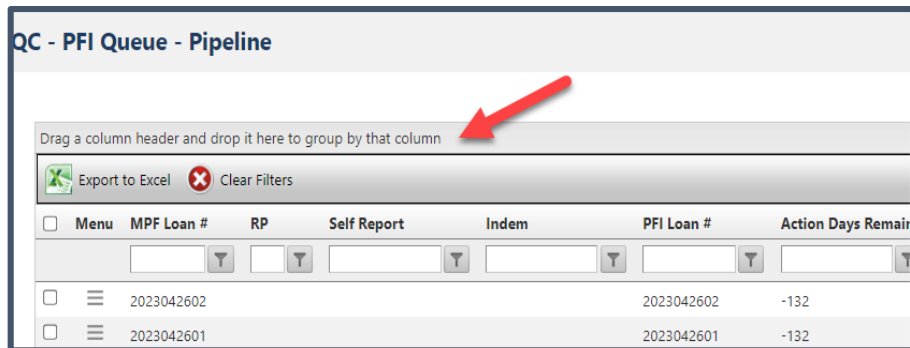 QC - PFI Queue - Pipeline
Drag a column header and drop it here to group by that column
Export to Excel Clear Filters
Menu MPF Loan # RP Self Report Indem PFI Loan # Action Days Remain
2023042602 2023042602 -132
2023042601 2023042601 -132